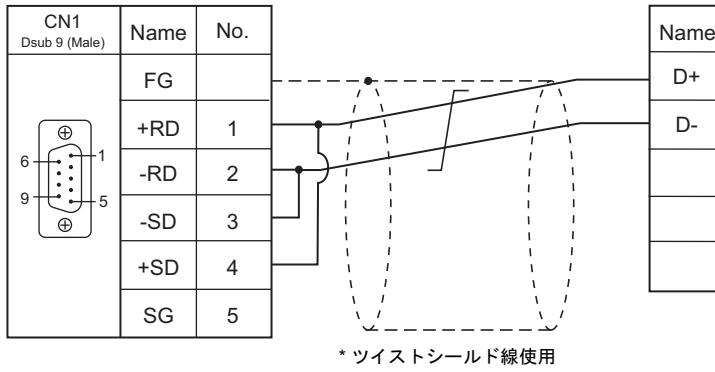 CN1
Dsub 9 (Male)
Name
No.
FG
+RD
1
-RD
2
-SD
3
+SD
4
SG
5
6
1
9
5
Name
D+
D-
* ツイストシールド線使用